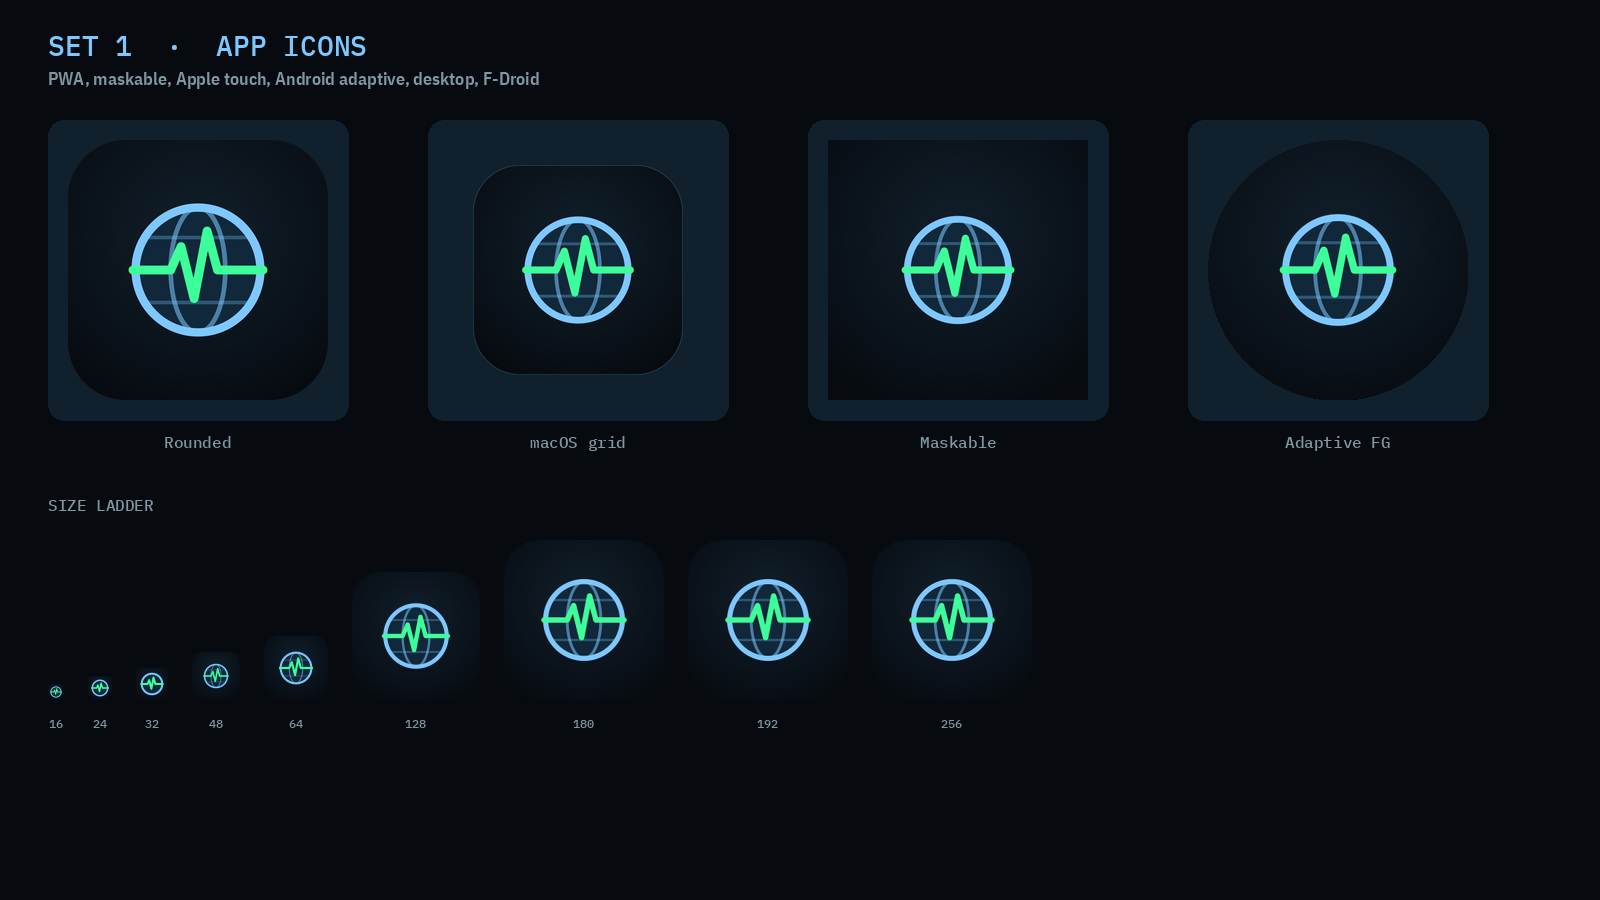 SET 1 · APP ICONS
PWA, maskable, Apple touch, Android adaptive, desktop, F-Droid
Rounded macOS grid Maskable Adaptive FG
SIZE LADDER
16 24 32 48 64 128 180 192 256